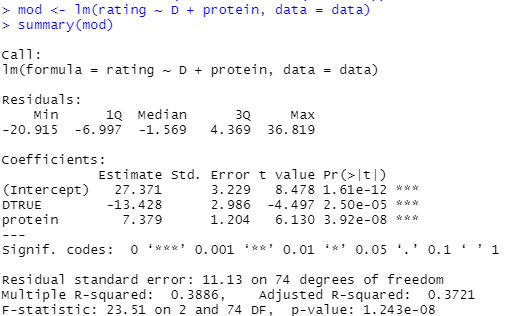 > mod <- lm(rating ~ D + protein, data = data)
> summary(mod)
Call:
lm(formula = rating ~ D + protein, data = data)
Residuals:
    Min      1Q  Median      3Q     Max
-20.915  -6.997  -1.569   4.369  36.819
Coefficients:
            Estimate Std. Error t value Pr(>|t|)
(Intercept)   27.371      3.229   8.478 1.61e-12 ***
DTRUE        -13.428      2.986  -4.497 2.50e-05 ***
protein        7.379      1.204   6.130 3.92e-08 ***
---
Signif. codes:  0 ‘***’ 0.001 ‘**’ 0.01 ‘*’ 0.05 ‘.’ 0.1 ‘ ’ 1
Residual standard error: 11.13 on 74 degrees of freedom
Multiple R-squared:  0.3886,	Adjusted R-squared:  0.3721
F-statistic: 23.51 on 2 and 74 DF,  p-value: 1.243e-08